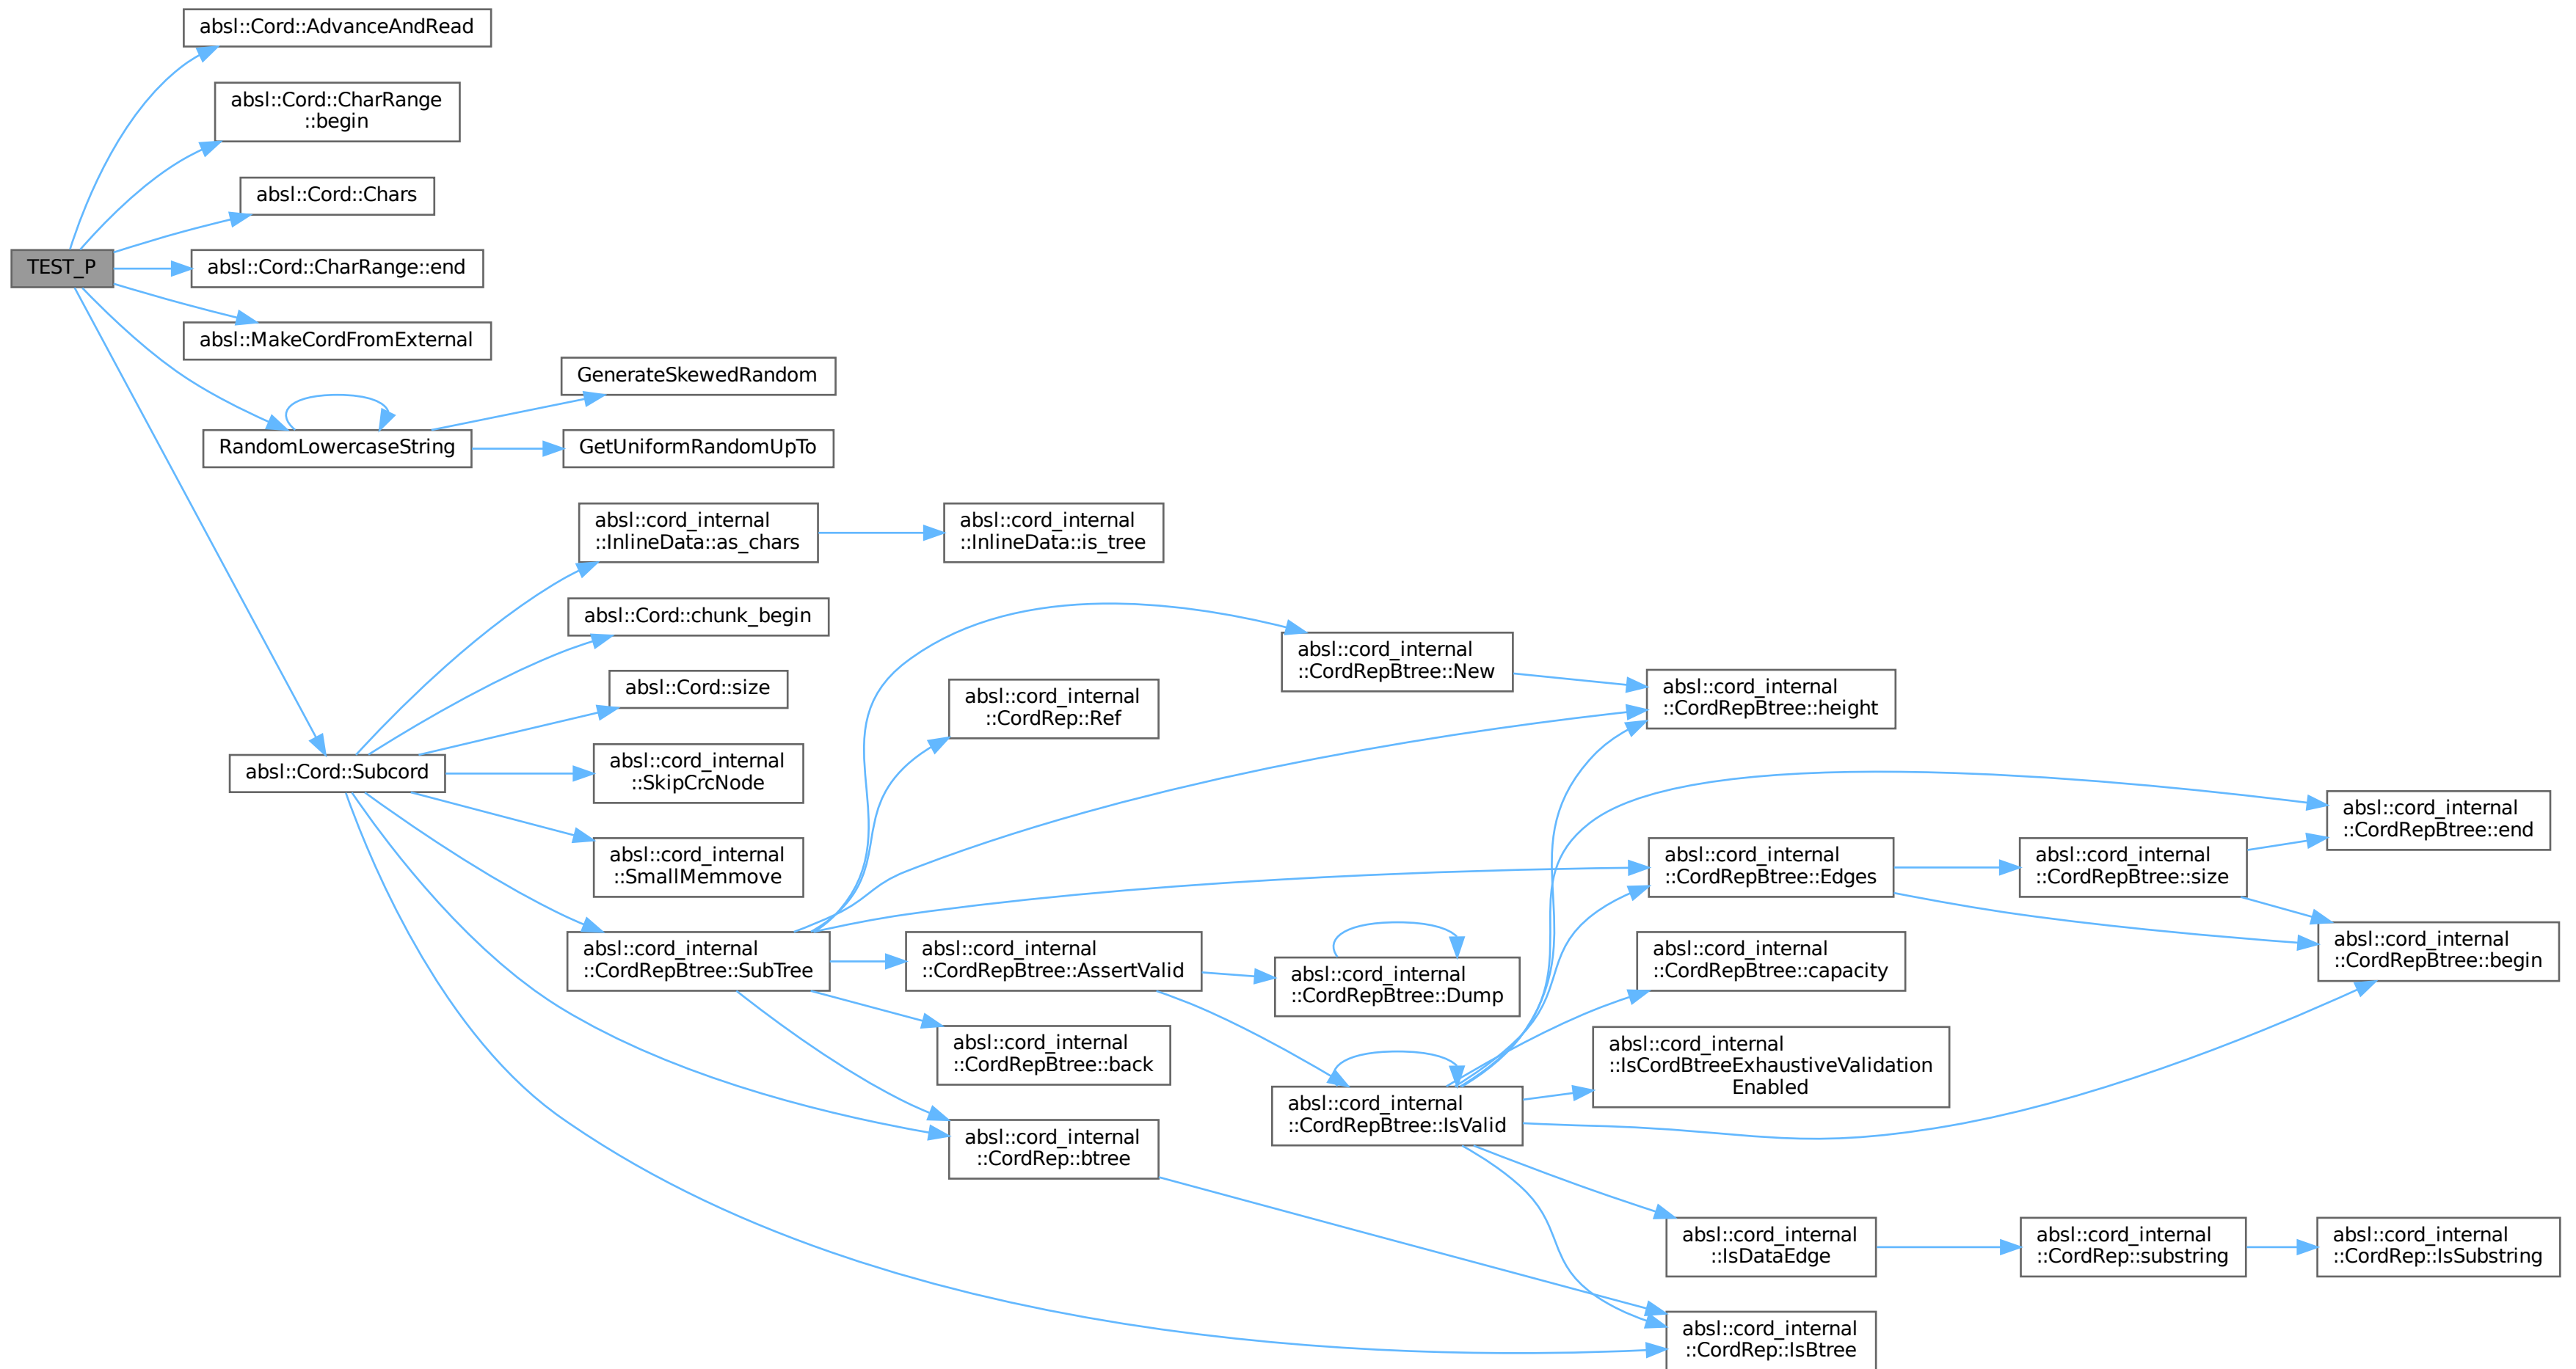 absl::Cord::AdvanceAndRead
absl::Cord::CharRange
::begin
absl::Cord::Chars
TEST_P
absl::Cord::CharRange::end
absl::MakeCordFromExternal
GenerateSkewedRandom
RandomLowercaseString
GetUniformRandomUpTo
absl::cord_internal
::InlineData::as_chars
absl::cord_internal
::InlineData::is_tree
absl::Cord::chunk_begin
absl::Cord::size
absl::Cord::Subcord
absl::cord_internal
::SkipCrcNode
absl::cord_internal
::SmallMemmove
absl::cord_internal
::CordRepBtree::SubTree
absl::cord_internal
::CordRep::Ref
absl::cord_internal
::CordRepBtree::AssertValid
absl::cord_internal
::CordRepBtree::back
absl::cord_internal
::CordRep::btree
absl::cord_internal
::CordRepBtree::New
absl::cord_internal
::CordRepBtree::Dump
absl::cord_internal
::CordRepBtree::IsValid
absl::cord_internal
::CordRepBtree::height
absl::cord_internal
::CordRepBtree::Edges
absl::cord_internal
::CordRepBtree::capacity
absl::cord_internal
::IsCordBtreeExhaustiveValidation
Enabled
absl::cord_internal
::IsDataEdge
absl::cord_internal
::CordRep::IsBtree
absl::cord_internal
::CordRepBtree::size
absl::cord_internal
::CordRep::substring
absl::cord_internal
::CordRepBtree::end
absl::cord_internal
::CordRepBtree::begin
absl::cord_internal
::CordRep::IsSubstring